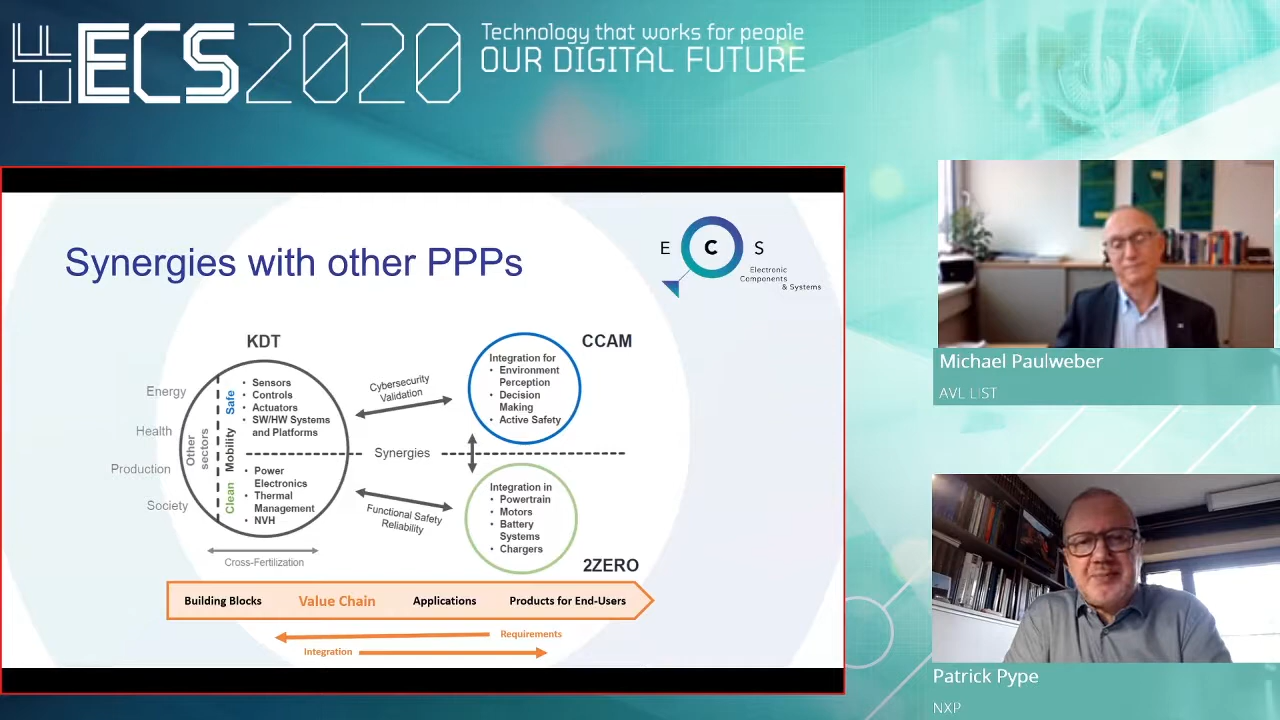 EFECS2020
Technology that works for people
OUR DIGITAL FUTURE
Synergies with other PPPs
E C S
Electronic
Components
& Systems
KDT
CCAM
Energy
Health
Production
Society
Other
sectors
Clean Mobility Safe
• Sensors
• Controls
• Actuators
• SW/HW Systems
and Platforms
• Power
Electronics
• Thermal
Management
• NVH
Cross-Fertilization
Cybersecurity
Validation
Synergies
Functional Safety
Reliability
Integration for
• Environment
Perception
• Decision
Making
• Active Safety
Integration in
• Powertrain
• Motors
• Battery
Systems
• Chargers
2ZERO
Building Blocks Value Chain Applications Products for End-Users
Requirements
Integration
Michael Paulweber
AVL LIST
Patrick Pype
NXP